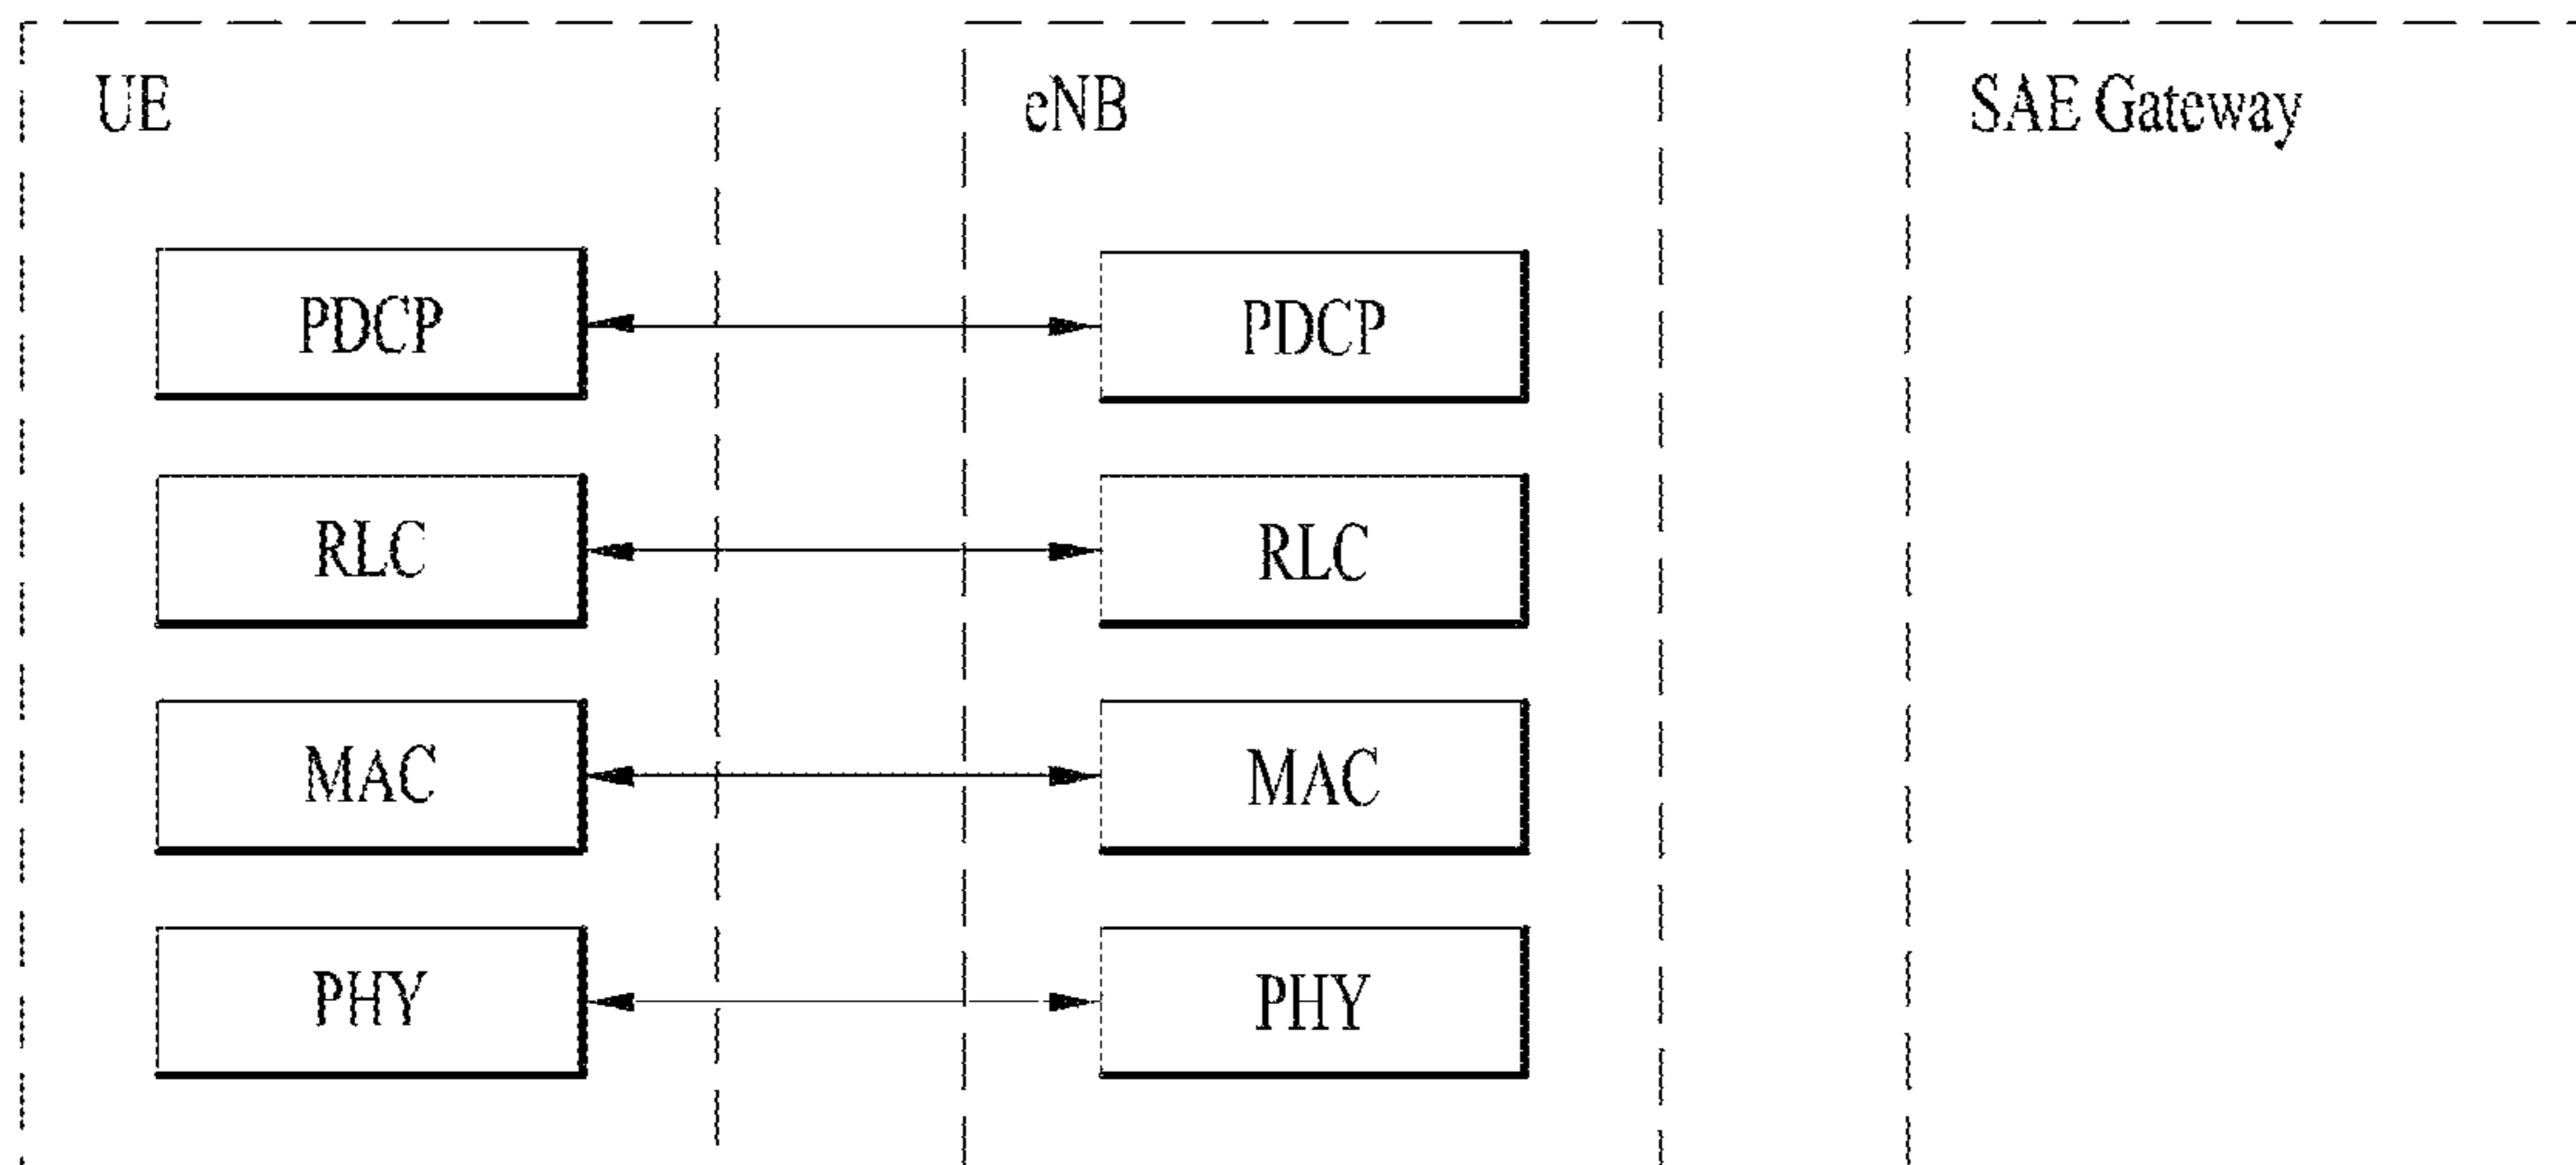 UE
eNB
SAE Gateway
PDCP
PDCP
RLC
RLC
MAC
MAC
PHY
PHY